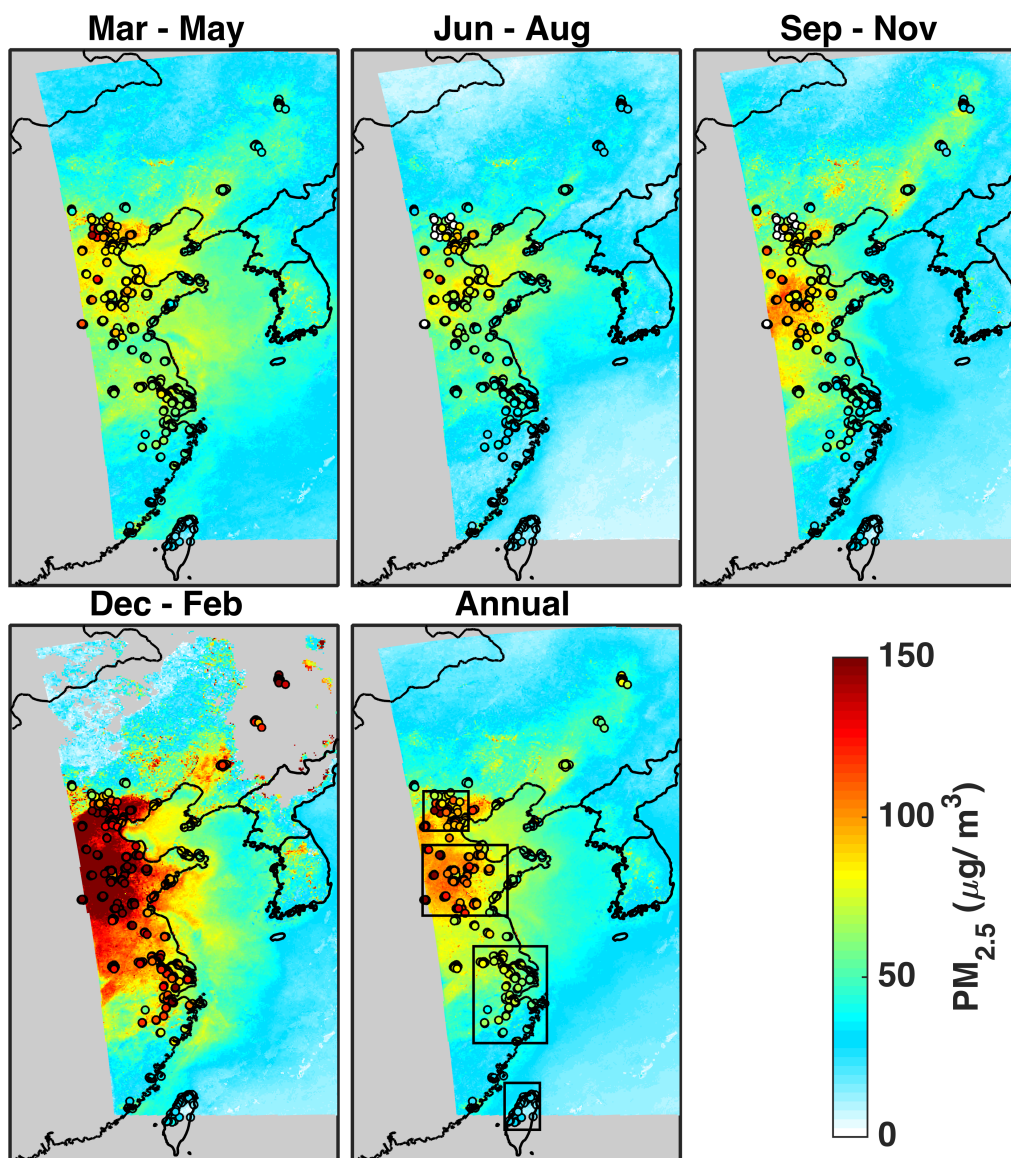 Mar - May
Jun - Aug
Sep - Nov
Dec - Feb
Annual
150
100
50
0
PM2.5 (μg/ m3)